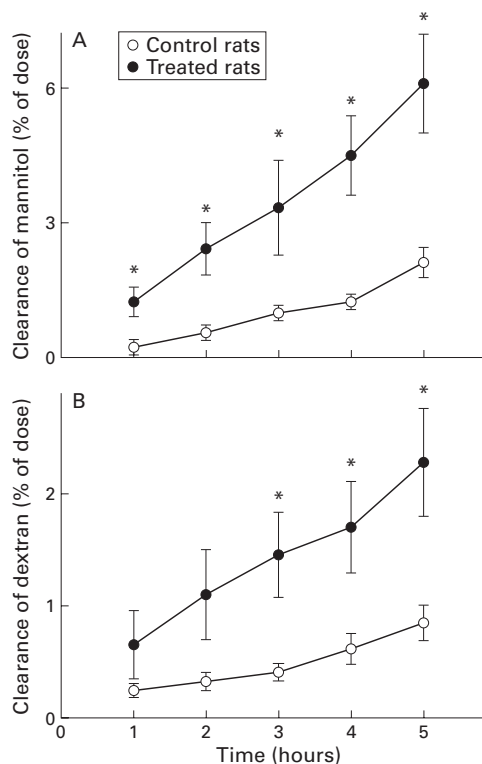 A
Control rats
Treated rats
Clearance of mannitol (% of dose)
6
3
0
* * * * *
B
Clearance of dextran (% of dose)
2
1
0
* * *
0 1 2 3 4 5
Time (hours)